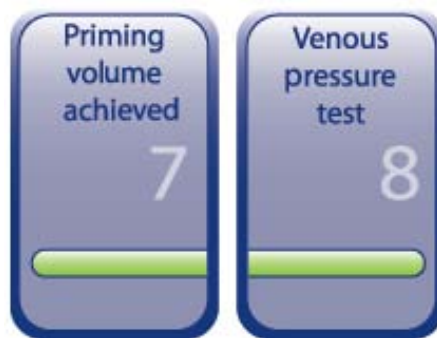 Priming
volume
achieved
7
Venous
pressure
test
8